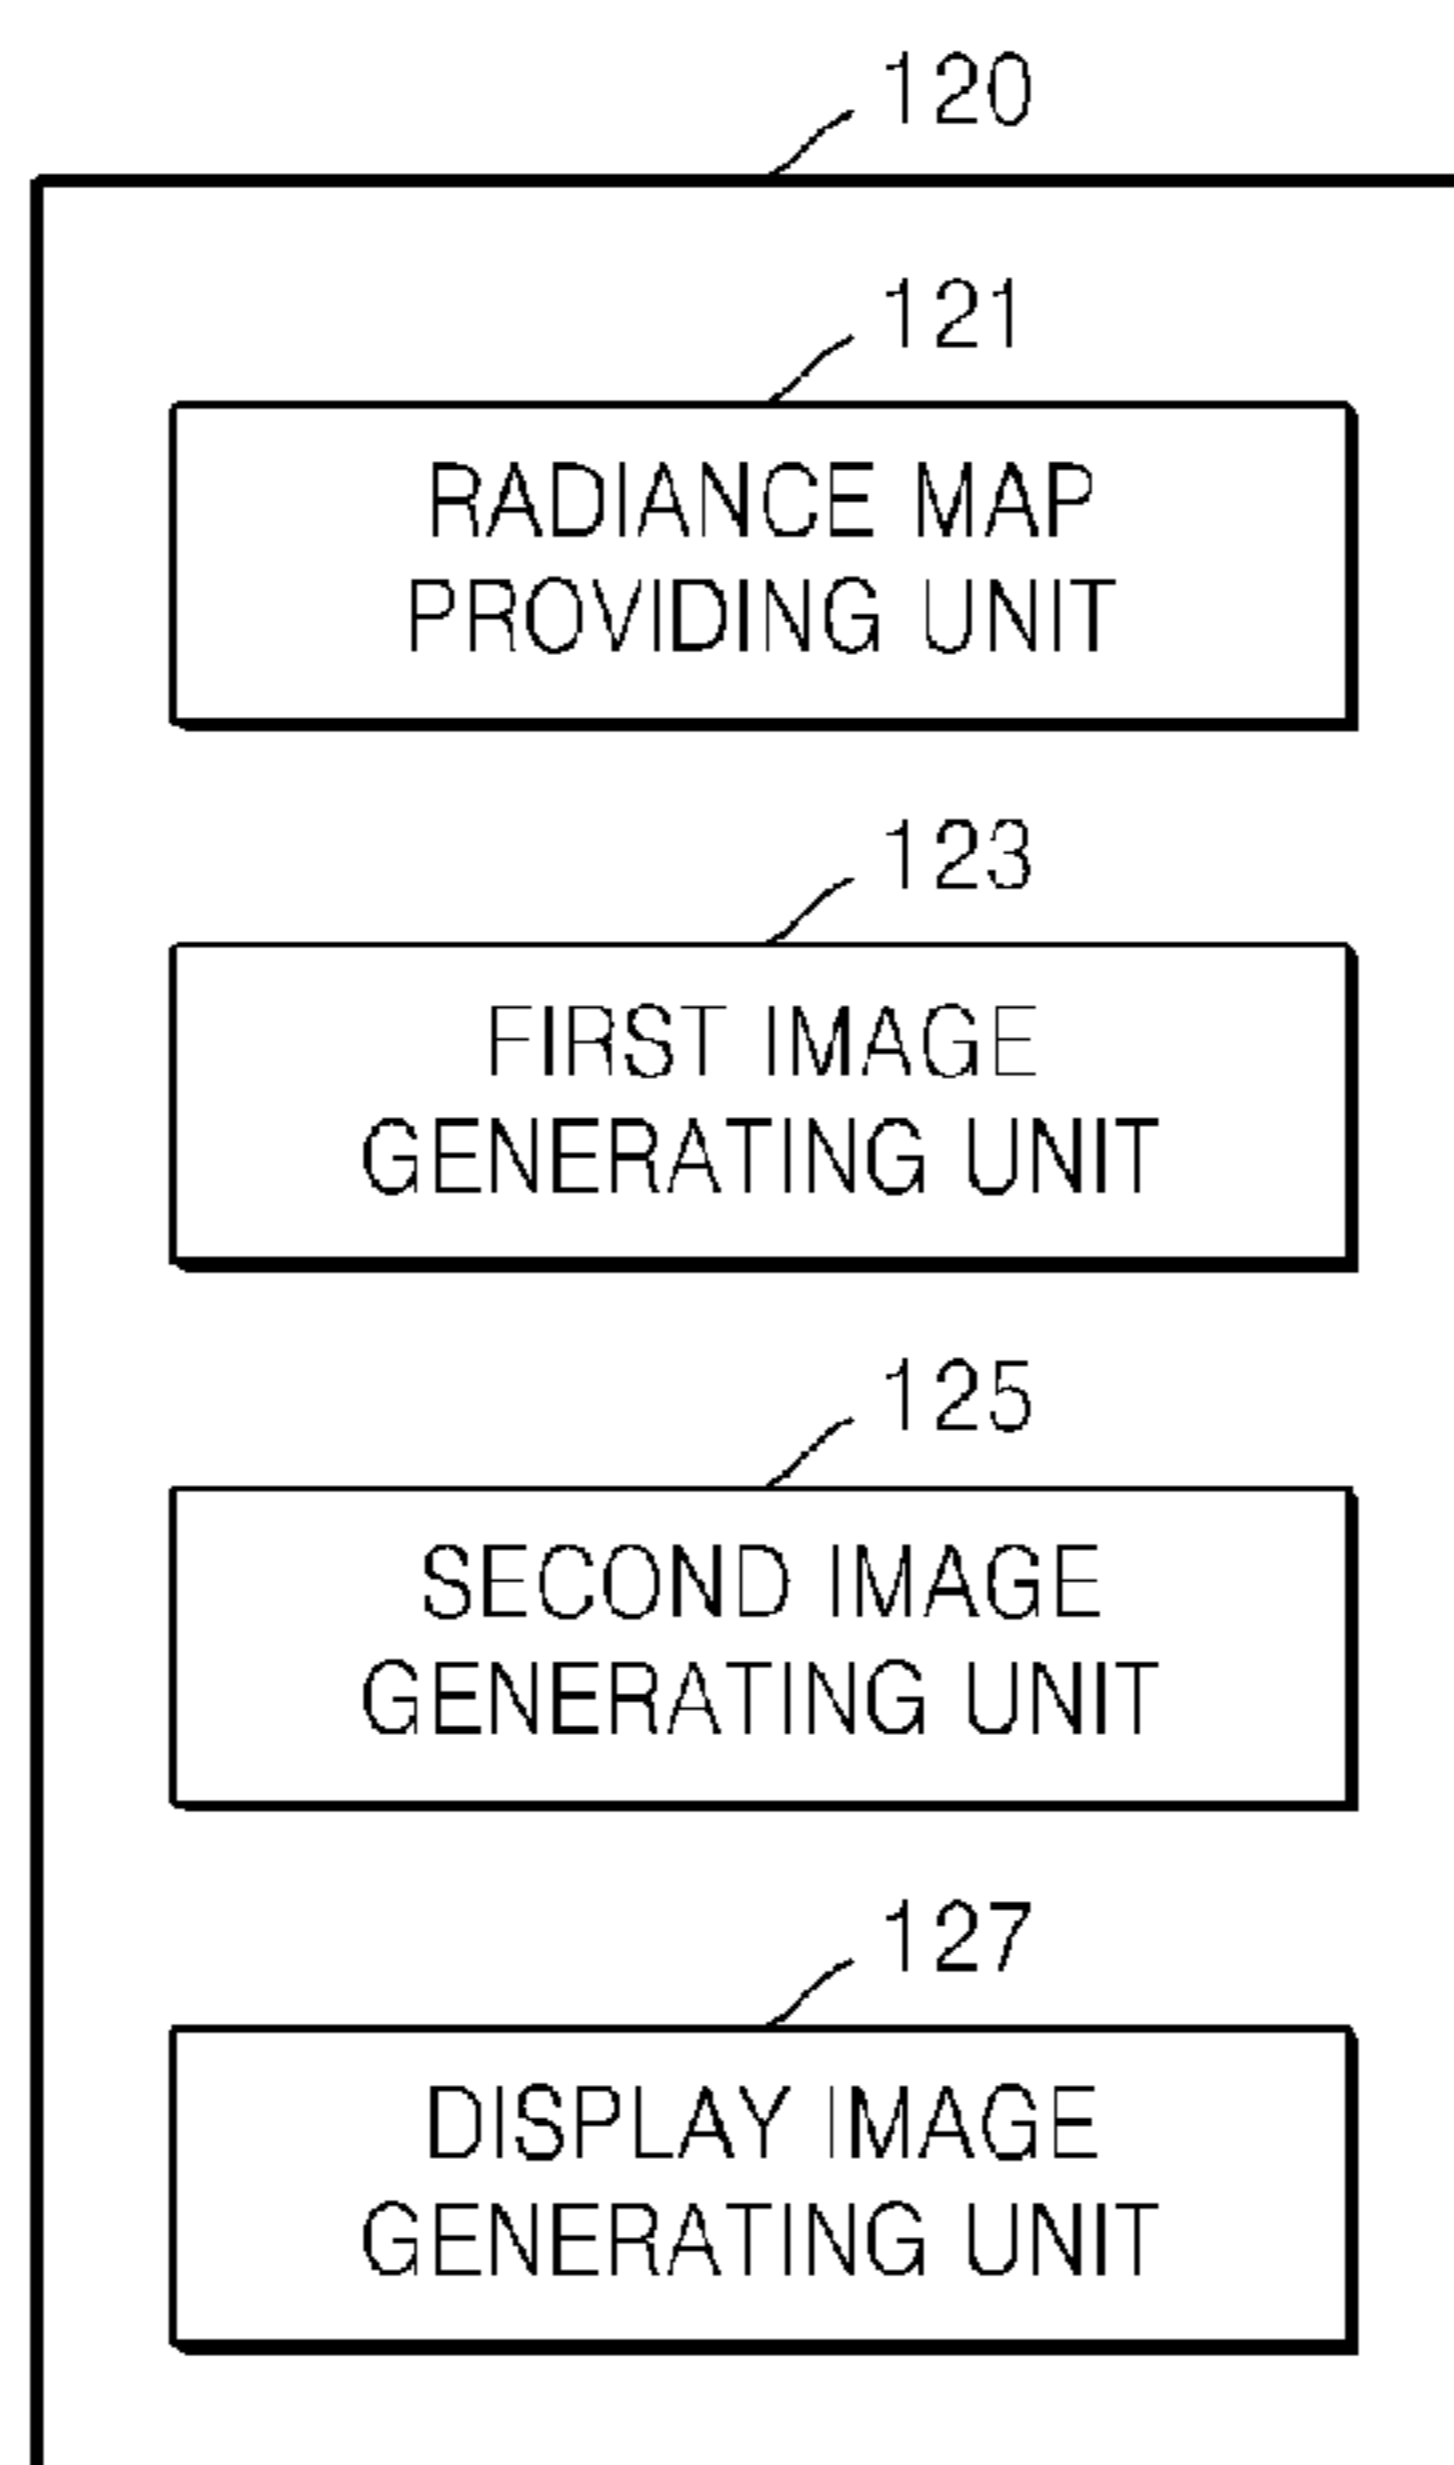 120
121
RADIANCE MAP
PROVIDING UNIT
123
FIRST IMAGE
GENERATING UNIT
125
SECOND IMAGE
GENERATING UNIT
127
DISPLAY IMAGE
GENERATING UNIT